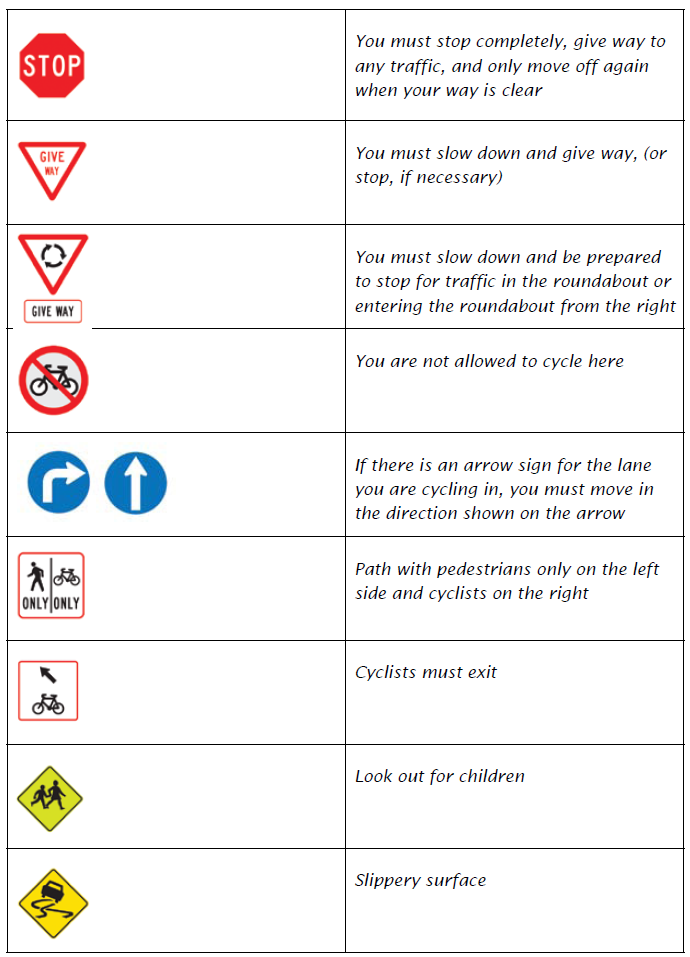 STOP
You must stop completely, give way to
any traffic, and only move off again
when your way is clear
GIVE
WAY
You must slow down and give way, (or
stop, if necessary)
GIVE WAY
You must slow down and be prepared
to stop for traffic in the roundabout or
entering the roundabout from the right
You are not allowed to cycle here
If there is an arrow sign for the lane
you are cycling in, you must move in
the direction shown on the arrow
ONLY ONLY
Path with pedestrians only on the left
side and cyclists on the right
Cyclists must exit
Look out for children
Slippery surface